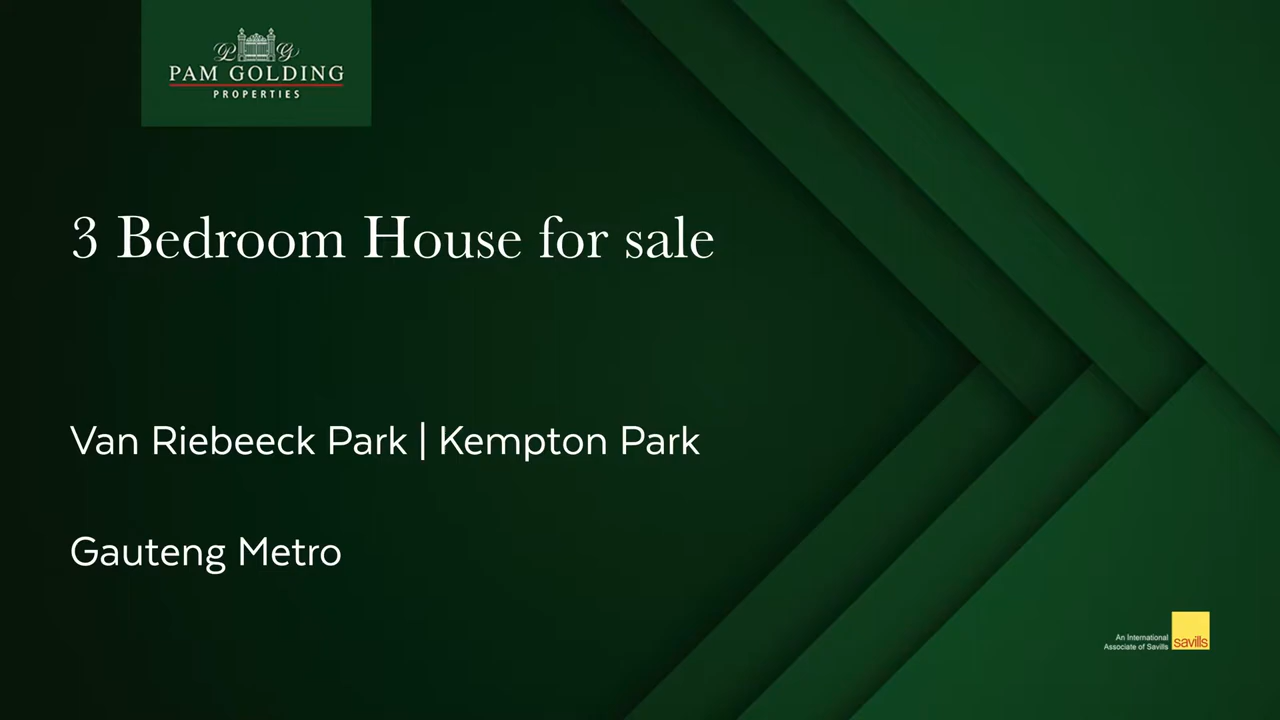 PG
PAM GOLDING
PROPERTIES
3 Bedroom House for sale
Van Riebeeck Park | Kempton Park
Gauteng Metro
An International
Associate of Savills
savills